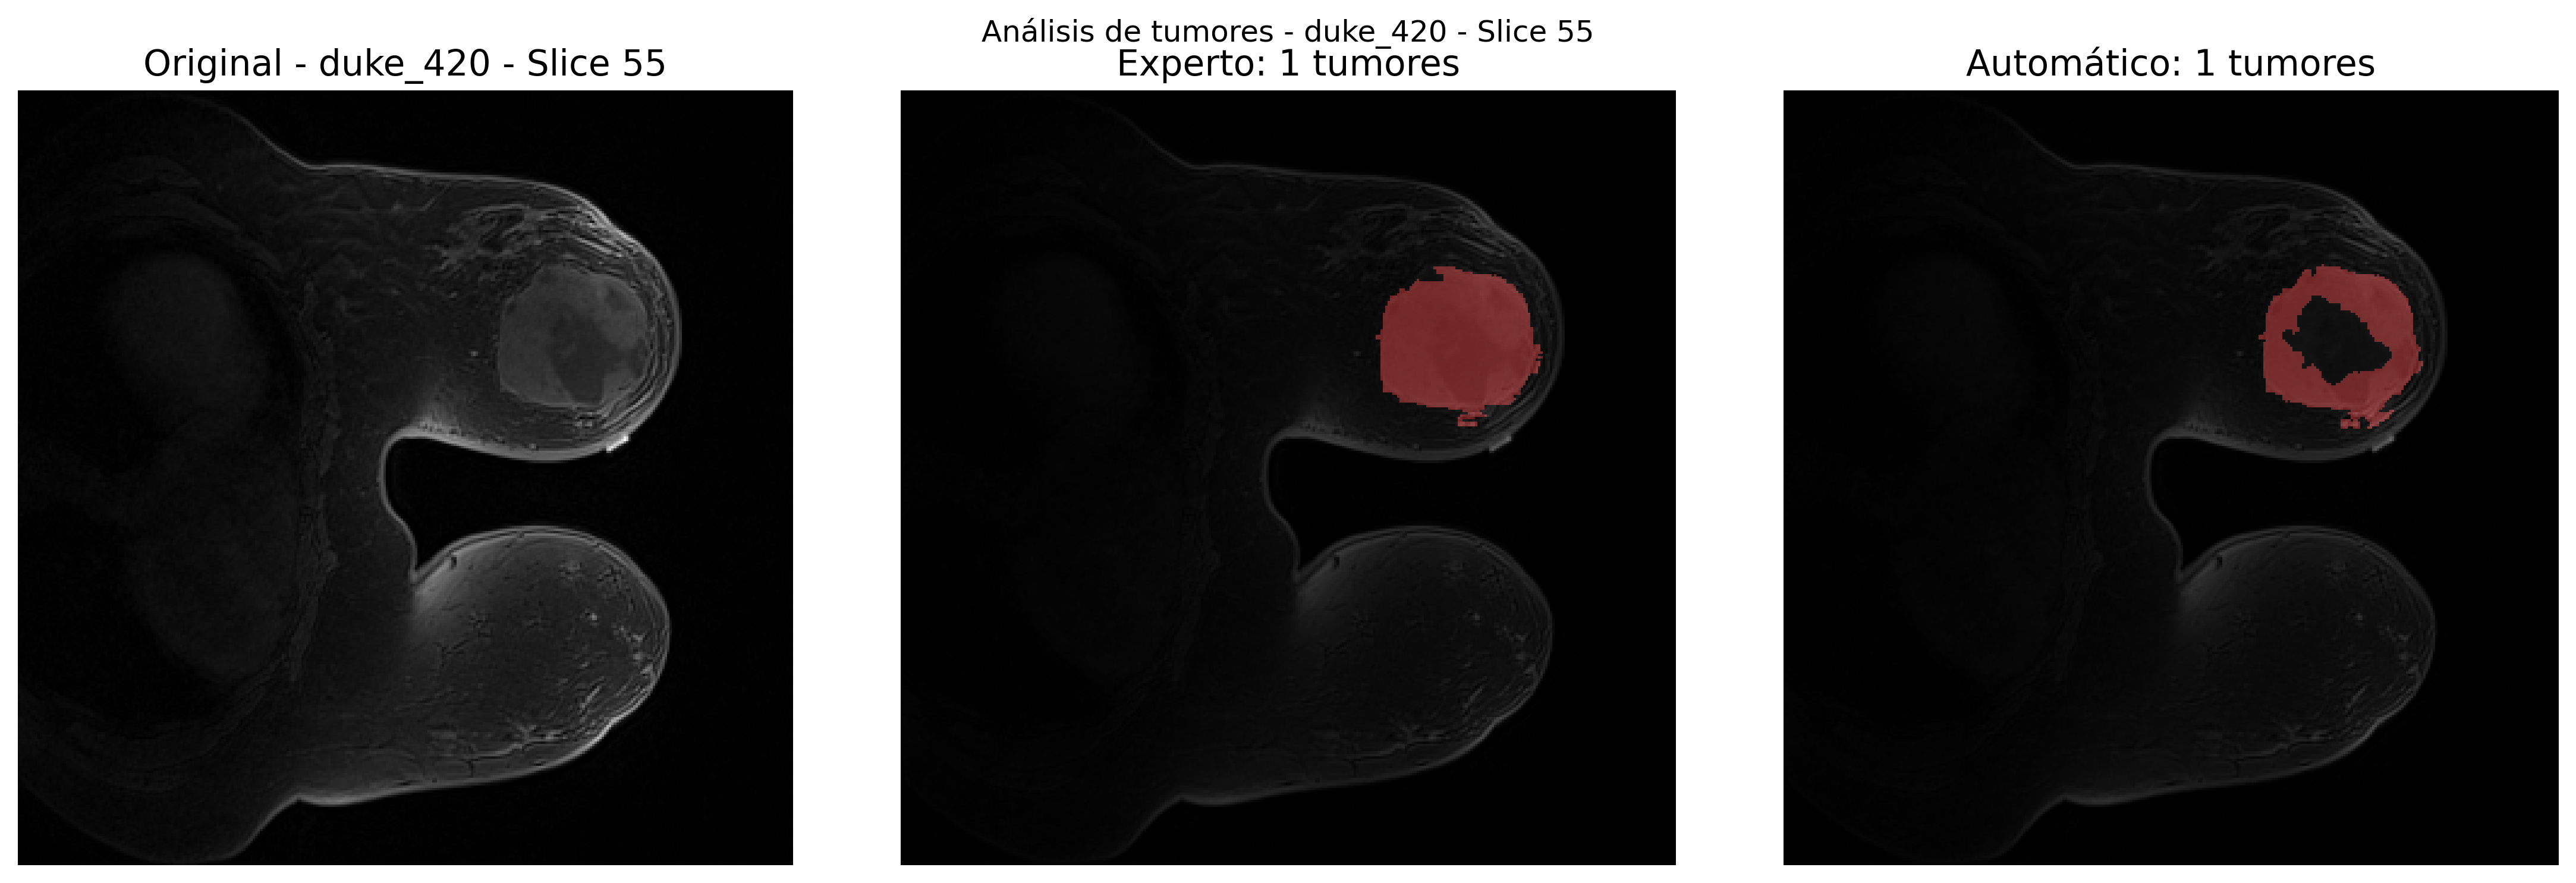 Análisis de tumores - duke_420 - Slice 55
Original - duke_420 - Slice 55
Experto: 1 tumores
Automático: 1 tumores